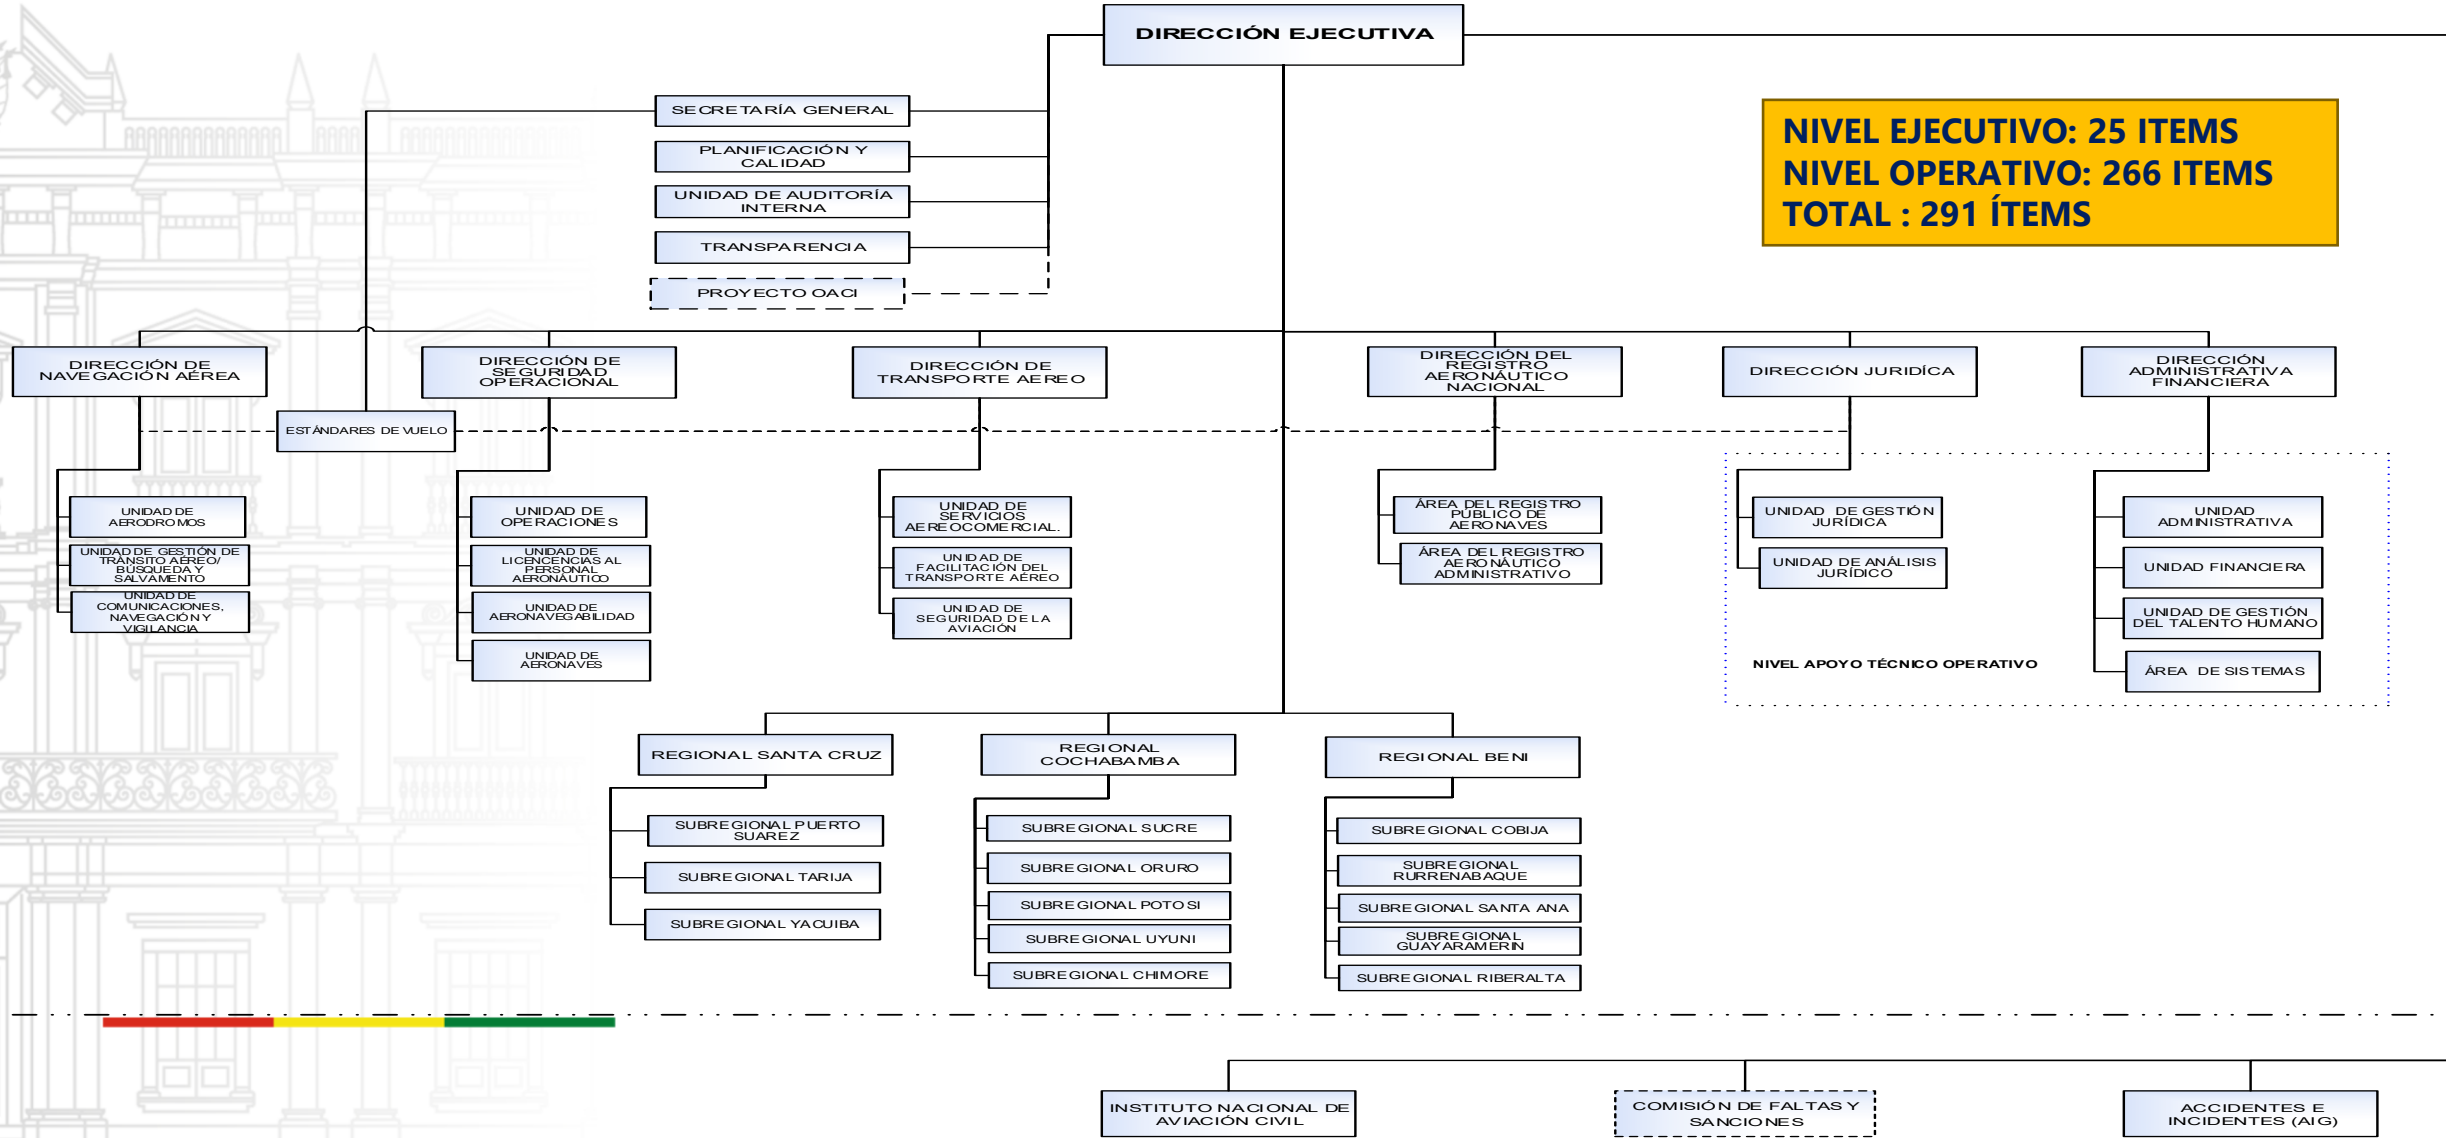 DIRECCIÓN EJECUTIVA
SECRETARÍA GENERAL
PLANIFICACIÓN Y
CALIDAD
UNIDAD DE AUDITORÍA
INTERNA
TRANSPARENCIA
PROYECTO OACI
NIVEL EJECUTIVO: 25 ITEMS
NIVEL OPERATIVO: 266 ITEMS
TOTAL : 291 ÍTEMS
DIRECCIÓN DE
NAVEGACIÓN AÉREA
DIRECCIÓN DE
SEGURIDAD
OPERACIONAL
DIRECCIÓN DE
TRANSPORTE AEREO
DIRECCIÓN DEL
REGISTRO
AERONÁUTICO
NACIONAL
DIRECCIÓN JURIDÍCA
DIRECCIÓN
ADMINISTRATIVA
FINANCIERA
ESTÁNDARES DE VUELO
UNIDAD DE
AERODROMOS
UNIDAD DE GESTIÓN DE
TRÁNSITO AÉREO/
BÚSQUEDA Y
SALVAMENTO
UNIDAD DE
COMUNICACIONES,
NAVEGACIÓN Y
VIGILANCIA
UNIDAD DE
OPERACIONES
UNIDAD DE
LICENCENCIAS AL
PERSONAL
AERONÁUTICO
UNIDAD DE
AERONAVEGABILIDAD
UNIDAD DE
AERONAVES
UNIDAD DE
SERVICIOS
AEREOCOMERCIAL.
UNIDAD DE
FACILITACIÓN DEL
TRANSPORTE AÉREO
UNIDAD DE
SEGURIDAD DE LA
AVIACIÓN
ÁREA DEL REGISTRO
PÚBLICO DE
AERONAVES
ÁREA DEL REGISTRO
AERONÁUTICO
ADMINISTRATIVO
UNIDAD DE GESTIÓN
JURÍDICA
UNIDAD DE ANÁLISIS
JURÍDICO
UNIDAD
ADMINISTRATIVA
UNIDAD FINANCIERA
UNIDAD DE GESTIÓN
DEL TALENTO HUMANO
ÁREA DE SISTEMAS
NIVEL APOYO TÉCNICO OPERATIVO
REGIONAL SANTA CRUZ
SUBREGIONAL PUERTO
SUAREZ
SUBREGIONAL TARIJA
SUBREGIONAL YACUIBA
REGIONAL
COCHABAMBA
SUBREGIONAL SUCRE
SUBREGIONAL ORURO
SUBREGIONAL POTOSI
SUBREGIONAL UYUNI
SUBREGIONAL CHIMORE
REGIONAL BENI
SUBREGIONAL COBIJA
SUBREGIONAL
RURRENABAQUE
SUBREGIONAL SANTA ANA
SUBREGIONAL
GUAYARAMERIN
SUBREGIONAL RIBERALTA
INSTITUTO NACIONAL DE
AVIACIÓN CIVIL
COMISIÓN DE FALTAS Y
SANCIONES
ACCIDENTES E
INCIDENTES (AIG)